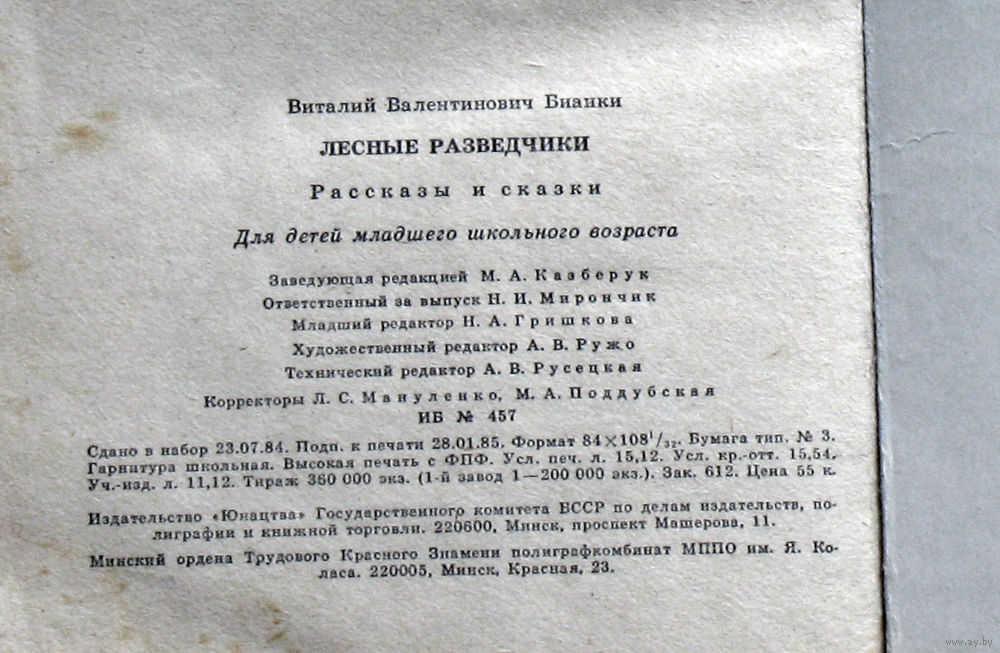 Виталий Валентинович Бианки
ЛЕСНЫЕ РАЗВЕДЧИКИ
Рассказы и сказки
Для детей младшего школьного возраста
Заведующая редакцией М. А. Казберук
Ответственный за выпуск Н. И. Мирончик
Младший редактор Н. А. Гришкова
Художественный редактор А. В. Ружо
Технический редактор А. В. Русецкая
Корректоры Л. С. Мануленко, М. А. Поддубская
ИБ № 457
Сдано в набор 23.07.84. Подп. к печати 28.01.85. Формат 84×108¹/₃₂. Бумага тип. № 3.
Гарнитура школьная. Высокая печать с ФПФ. Усл. печ. л. 15,12. Усл. кр.-отт. 15,54.
Уч.-изд. л. 11,12. Тираж 360 000 экз. (1-й завод 1—200 000 экз.). Зак. 612. Цена 55 к.
Издательство «Юнацтва» Государственного комитета БССР по делам издательств, по-
лиграфии и книжной торговли. 220600, Минск, проспект Машерова, 11.
Минский ордена Трудового Красного Знамени полиграфкомбинат МППО им. Я. Ко-
ласа. 220005, Минск, Красная, 23.
www.ay.by